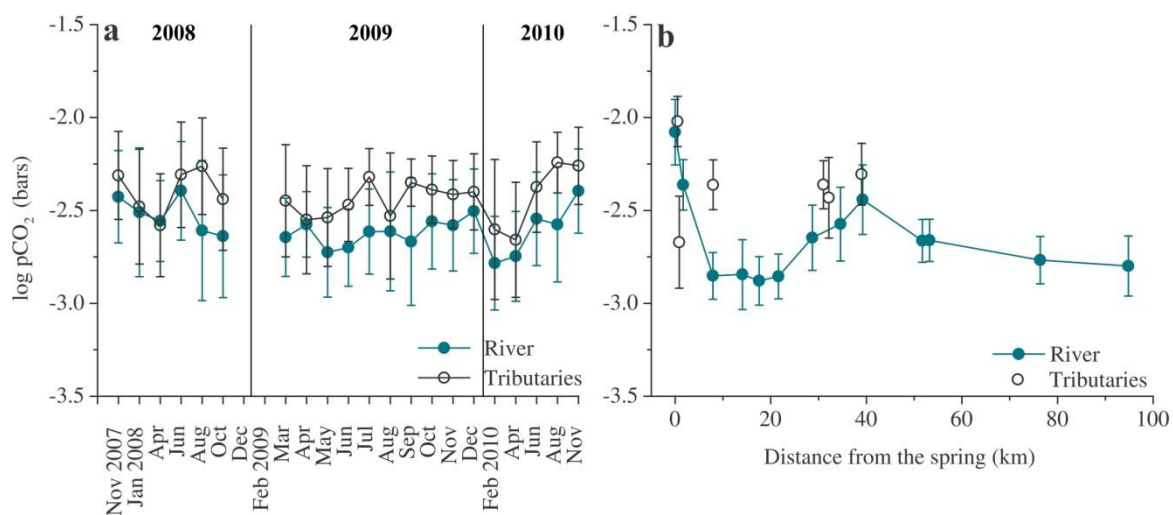 a
2008
2009
2010
-1.5
-2.0
-2.5
-3.0
-3.5
log pCO₂ (bars)
River
Tributaries
Nov 2007
Jan 2008
Apr
Jun
Aug
Oct
Dec
Feb 2009
Mar
Apr
May
Jun
Jul
Aug
Sep
Oct
Nov
Dec
Feb 2010
Apr
Jun
Aug
Nov
b
-1.5
-2.0
-2.5
-3.0
-3.5
River
Tributaries
0
20
40
60
80
100
Distance from the spring (km)